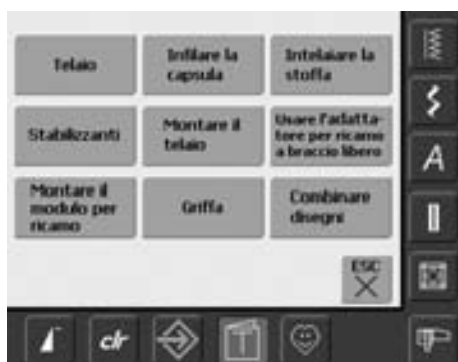 Telaio
Infilare la
capsula
Intelaiare la
stoffa
Stabilizzanti
Montare il
telaio
Usare l'adatta-
tore per ricamo
a braccio libero
Montare il
modulo per
ricamo
Griffa
Combinare
disegni
ESC
A
clr